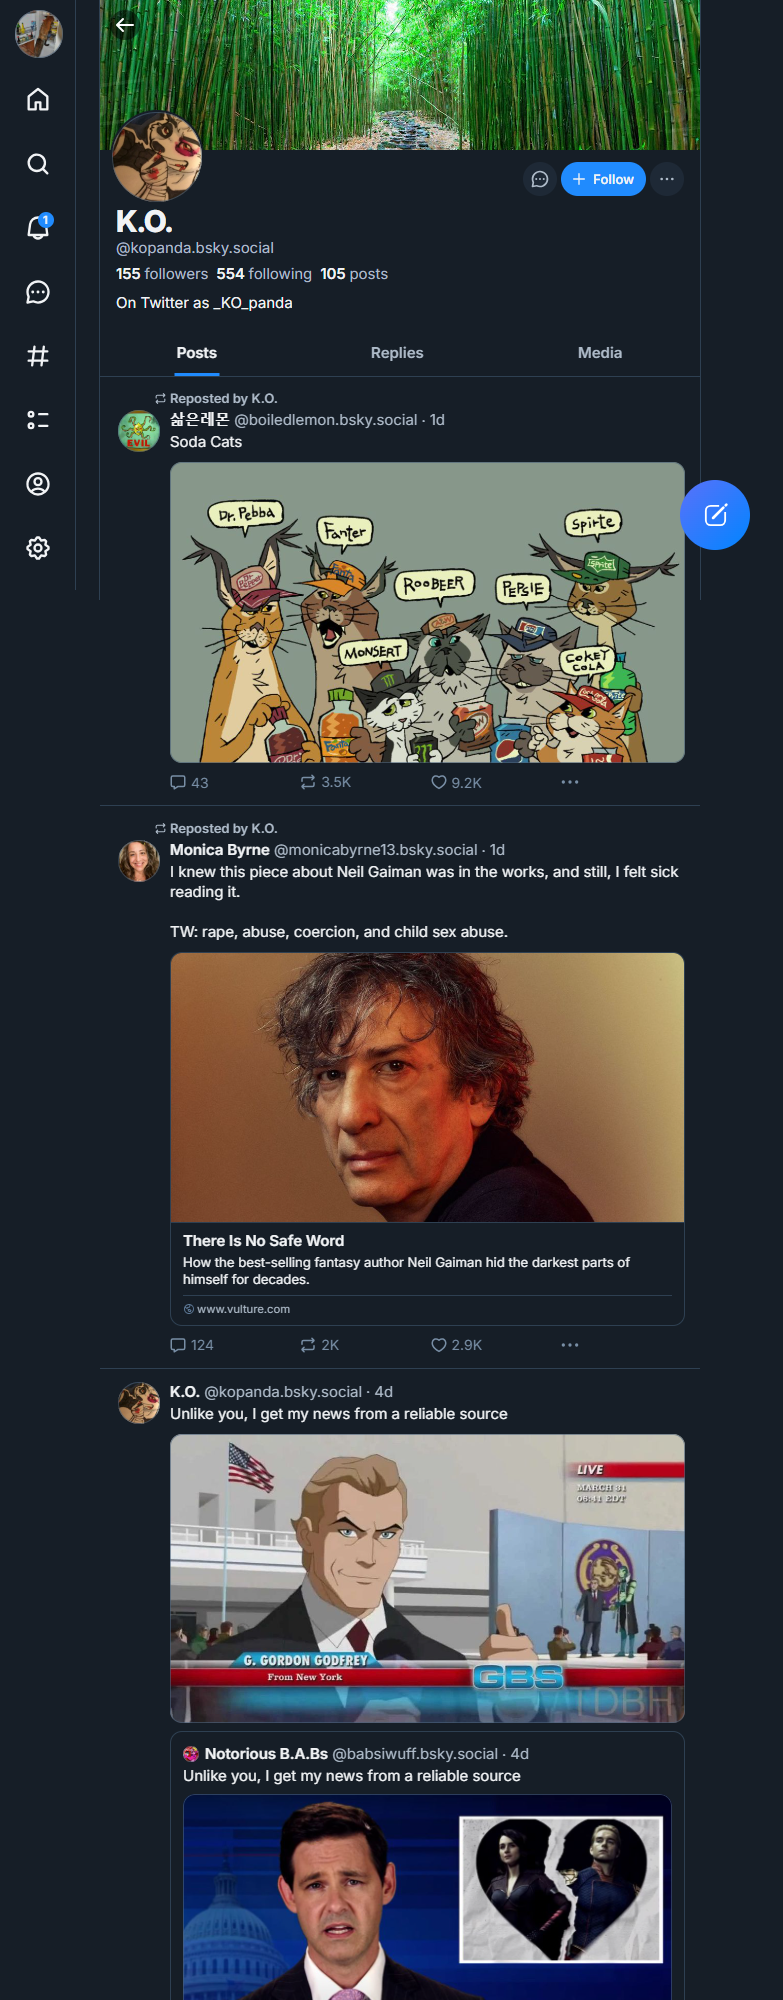 1
Follow
K.O.
@kopanda.bsky.social
155 followers 554 following 105 posts
On Twitter as _KO_panda
Posts Replies Media
Reposted by K.O.
삶은레몬 @boiledlemon.bsky.social · 1d
EVIL
Soda Cats
Dr. Pebba
Fanter
Spirte
ROOBEER
PEPSIE
MONSERT
COKEY
COLA
43 3.5K 9.2K
Reposted by K.O.
Monica Byrne @monicabyrne13.bsky.social · 1d
I knew this piece about Neil Gaiman was in the works, and still, I felt sick
reading it.
TW: rape, abuse, coercion, and child sex abuse.
There Is No Safe Word
How the best-selling fantasy author Neil Gaiman hid the darkest parts of
himself for decades.
www.vulture.com
124 2K 2.9K
K.O. @kopanda.bsky.social · 4d
Unlike you, I get my news from a reliable source
LIVE
MARCH 31
06:41 EDT
G. GORDON GODFREY
From New York
GBS
TDBH
Notorious B.A.Bs @babsiwuff.bsky.social · 4d
Unlike you, I get my news from a reliable source